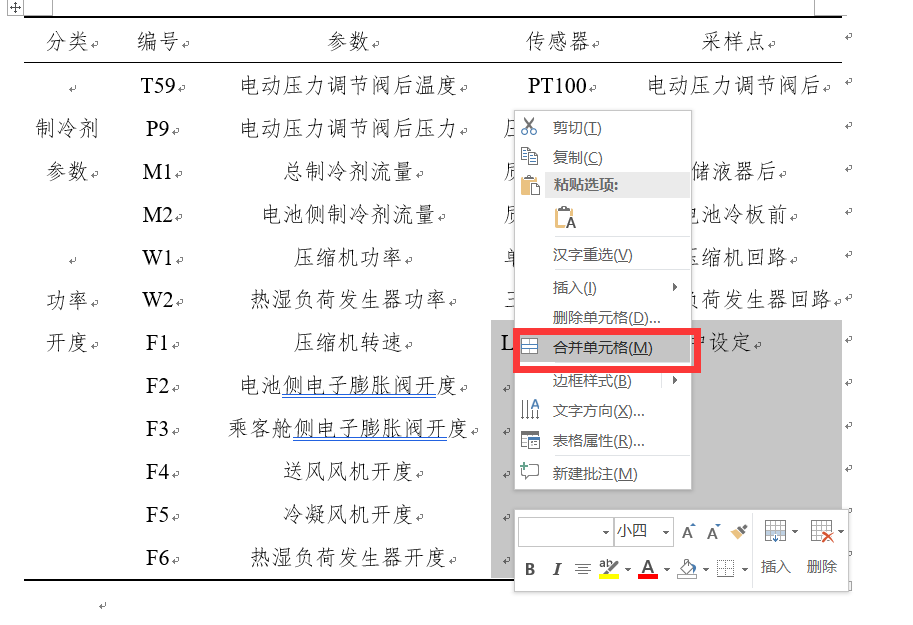 分类 编号 参数 传感器 采样点
T59 电动压力调节阀后温度 PT100 电动压力调节阀后
制冷剂 P9 电动压力调节阀后压力
参数 M1 总制冷剂流量 储液器后
M2 电池侧制冷剂流量 电池冷板前
W1 压缩机功率 压缩机回路
功率 W2 热湿负荷发生器功率 负荷发生器回路
开度 F1 压缩机转速 L 设定
F2 电池侧电子膨胀阀开度
F3 乘客舱侧电子膨胀阀开度
F4 送风风机开度
F5 冷凝风机开度
F6 热湿负荷发生器开度
剪切(T)
复制(C)
粘贴选项:
A
汉字重选(V)
插入(I)
删除单元格(D)...
合并单元格(M)
边框样式(B)
文字方向(X)...
表格属性(R)...
新建批注(M)
小四 A A
B I ab A 插入 删除